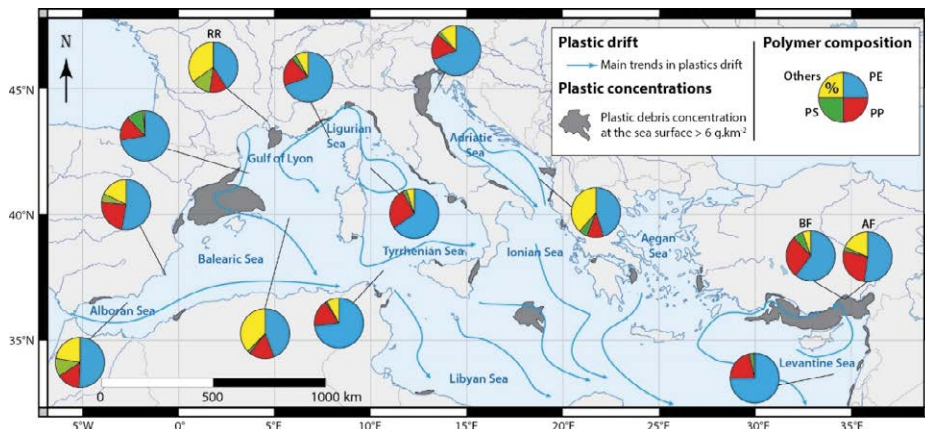 RR
N
Plastic drift
Main trends in plastics drift
Plastic concentrations
Plastic debris concentration
at the sea surface > 6 g.km-2
Polymer composition
Others
%
PE
PS
PP
45°N
40°N
35°N
Adriatic
Sea
Ligurian
Sea
Gulf of Lyon
Balearic Sea
Tyrrhenian Sea
Ionian Sea
Aegan
Sea
BF
AF
Alboran Sea
Levantine Sea
Libyan Sea
0
500
1000 km
5°W
0°
5°E
10°E
15°E
20°E
25°E
30°E
35°E